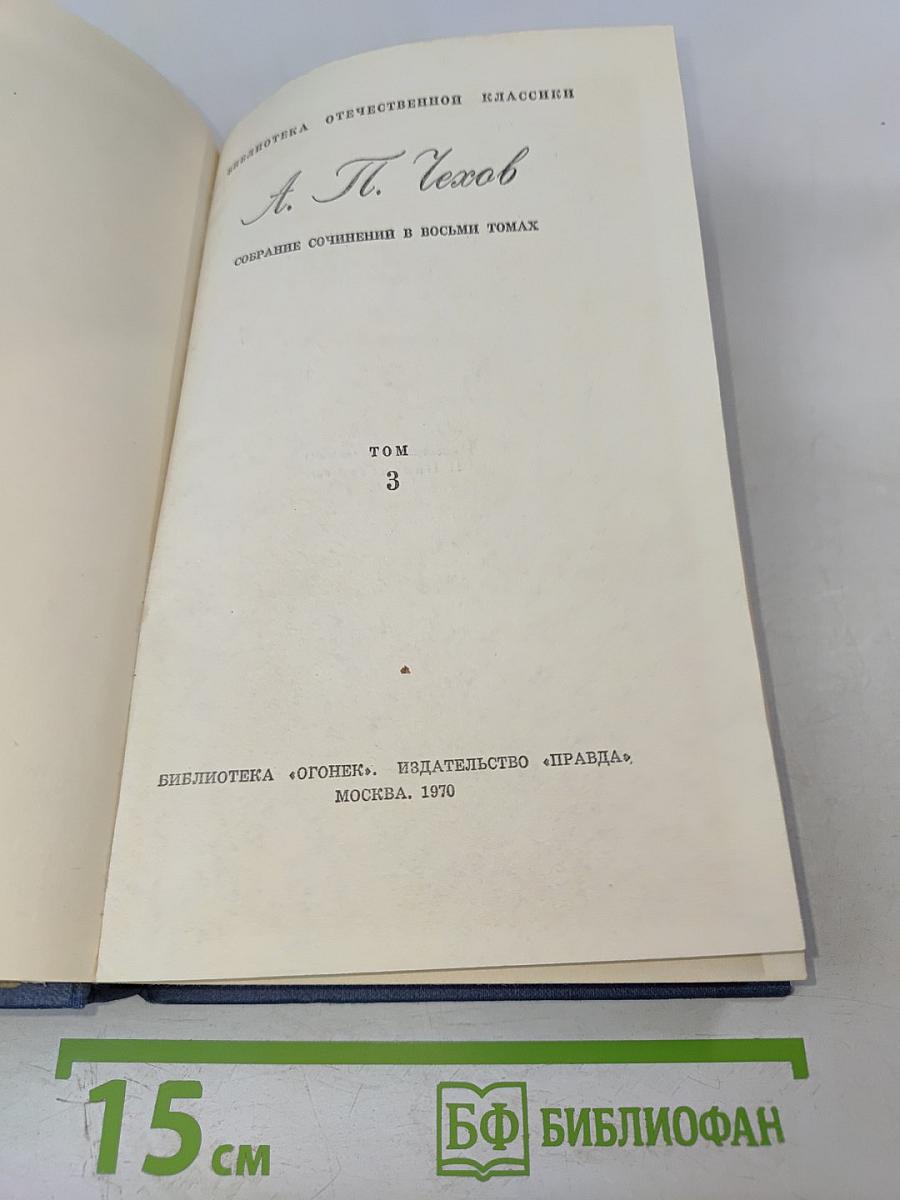 БИБЛИОТЕКА ОТЕЧЕСТВЕННОЙ КЛАССИКИ
А. П. Чехов
СОБРАНИЕ СОЧИНЕНИЙ В ВОСЬМИ ТОМАХ
ТОМ
3
БИБЛИОТЕКА «ОГОНЕК». ИЗДАТЕЛЬСТВО «ПРАВДА».
МОСКВА. 1970
15 см
БФ БИБЛИОФАН